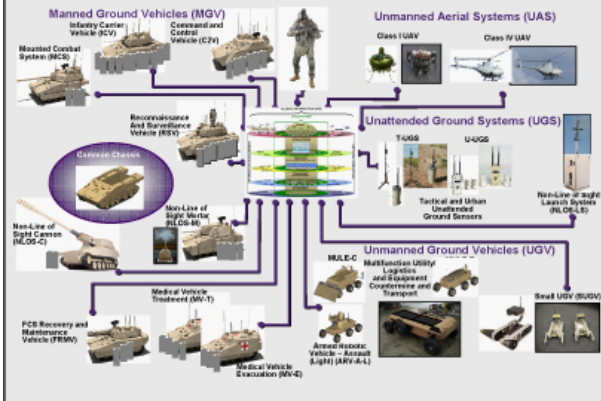 Manned Ground Vehicles (MGV)
Unmanned Aerial Systems (UAS)
Infantry Carrier
Vehicle (ICV)
Command and
Control
Vehicle (C2V)
Mounted Combat
System (MCS)
Class I UAV
Class IV UAV
Reconnaissance
And Surveillance
Vehicle (RSV)
Unattended Ground Systems (UGS)
T-UGS
U-UGS
Common Chassis
Tactical and Urban
Unattended
Ground Sensors
Non-Line of Sight
Launch System
(NLOS-LS)
Non-Line of
Sight Cannon
(NLOS-C)
Non-Line of
Sight Mortar
(NLOS-M)
Unmanned Ground Vehicles (UGV)
MULE-C
Multifunction Utility/
Logistics
and Equipment
Countermine and
Transport
Medical Vehicle
Treatment (MV-T)
Small UGV (SUGV)
FCS Recovery and
Maintenance
Vehicle (FRMV)
Armed Robotic
Vehicle – Assault
(Light) (ARV-A-L)
Medical Vehicle
Evacuation (MV-E)